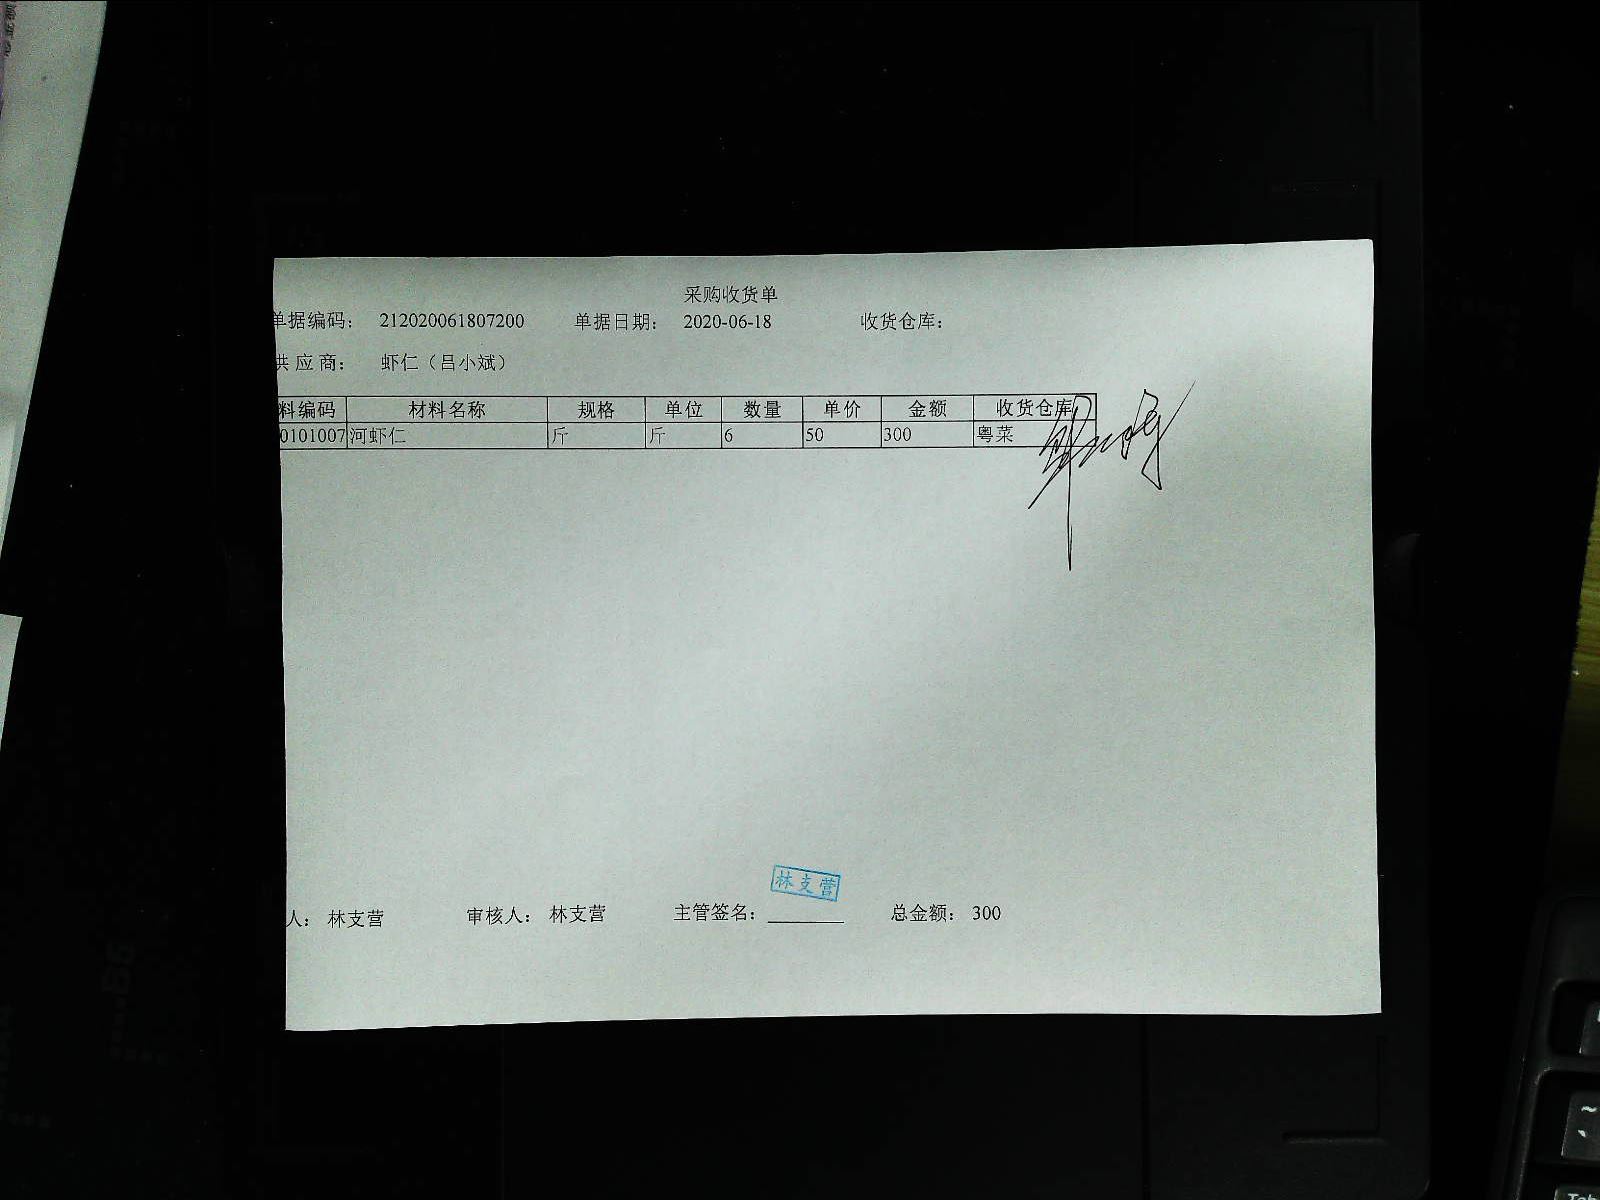 采购收货单
单据编码： 212020061807200 单据日期： 2020-06-18 收货仓库：
供 应 商： 虾仁（吕小斌）
料编码 材料名称 规格 单位 数量 单价 金额 收货仓库
0101007 河虾仁 斤 斤 6 50 300 粤菜
林支营
人： 林支营 审核人： 林支营 主管签名： 总金额： 300